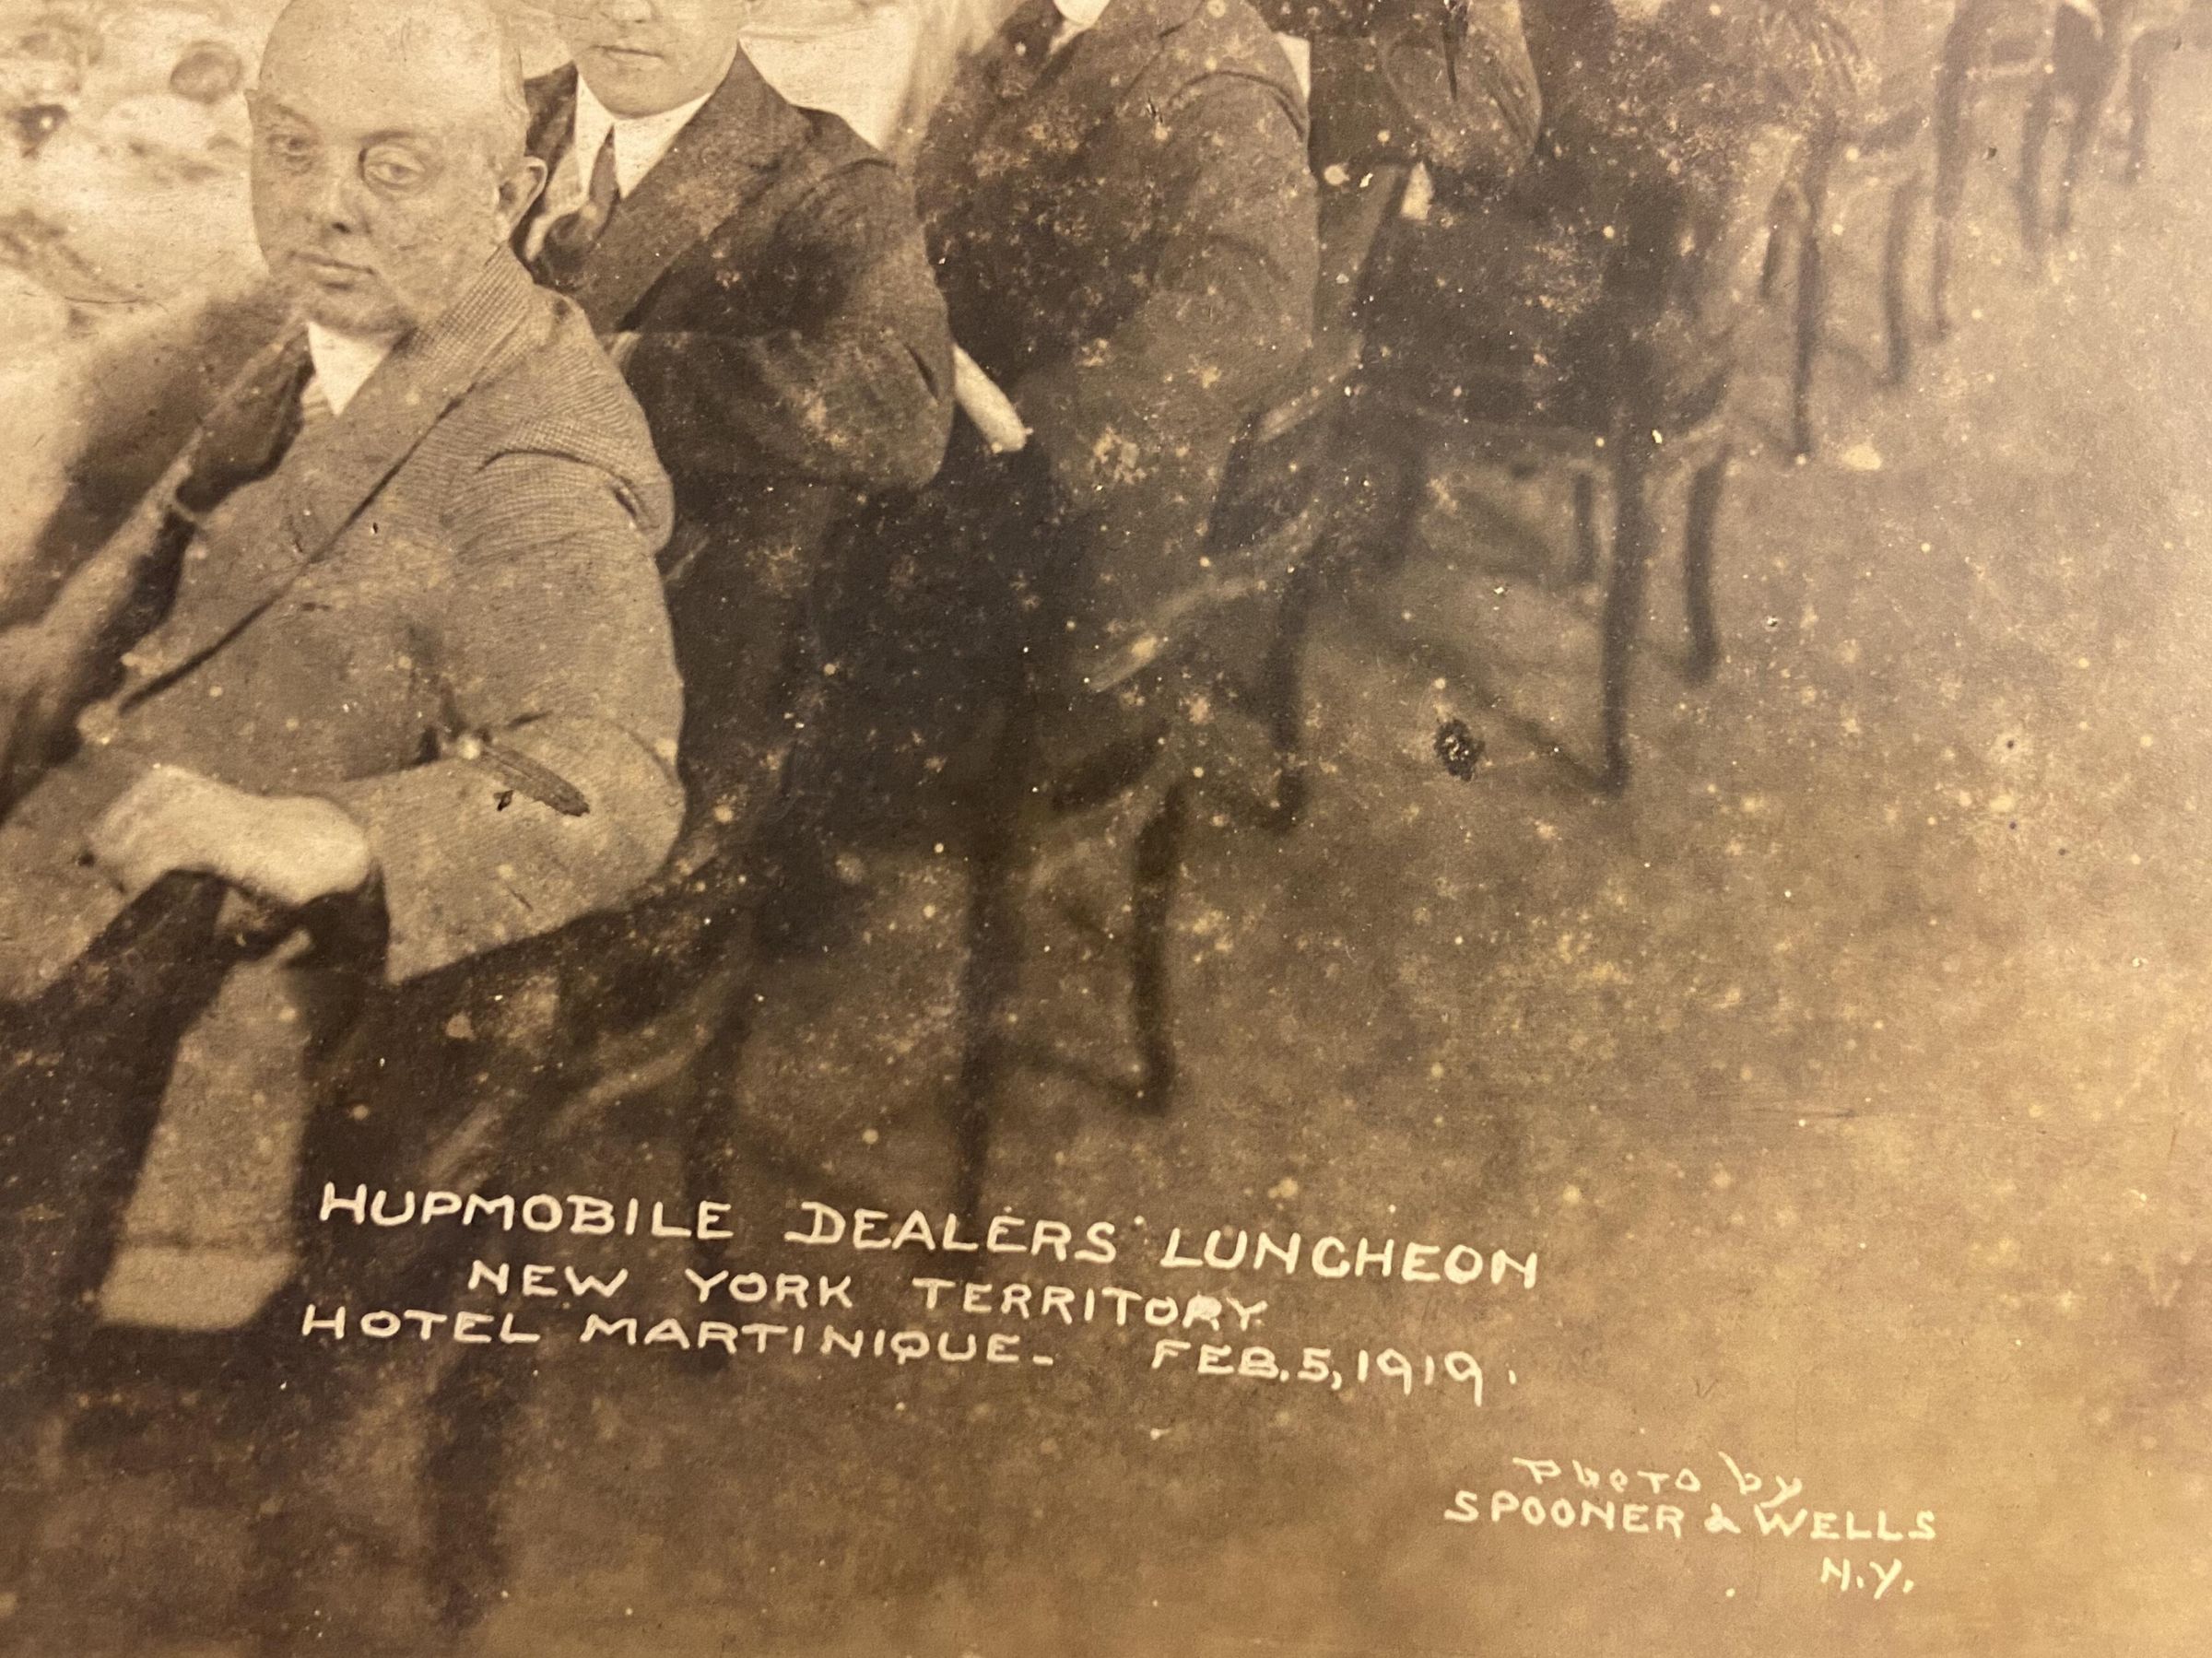 HUPMOBILE DEALERS' LUNCHEON
NEW YORK TERRITORY.
HOTEL MARTINIQUE - FEB. 5, 1919.
PHOTO by
SPOONER & WELLS
N.Y.